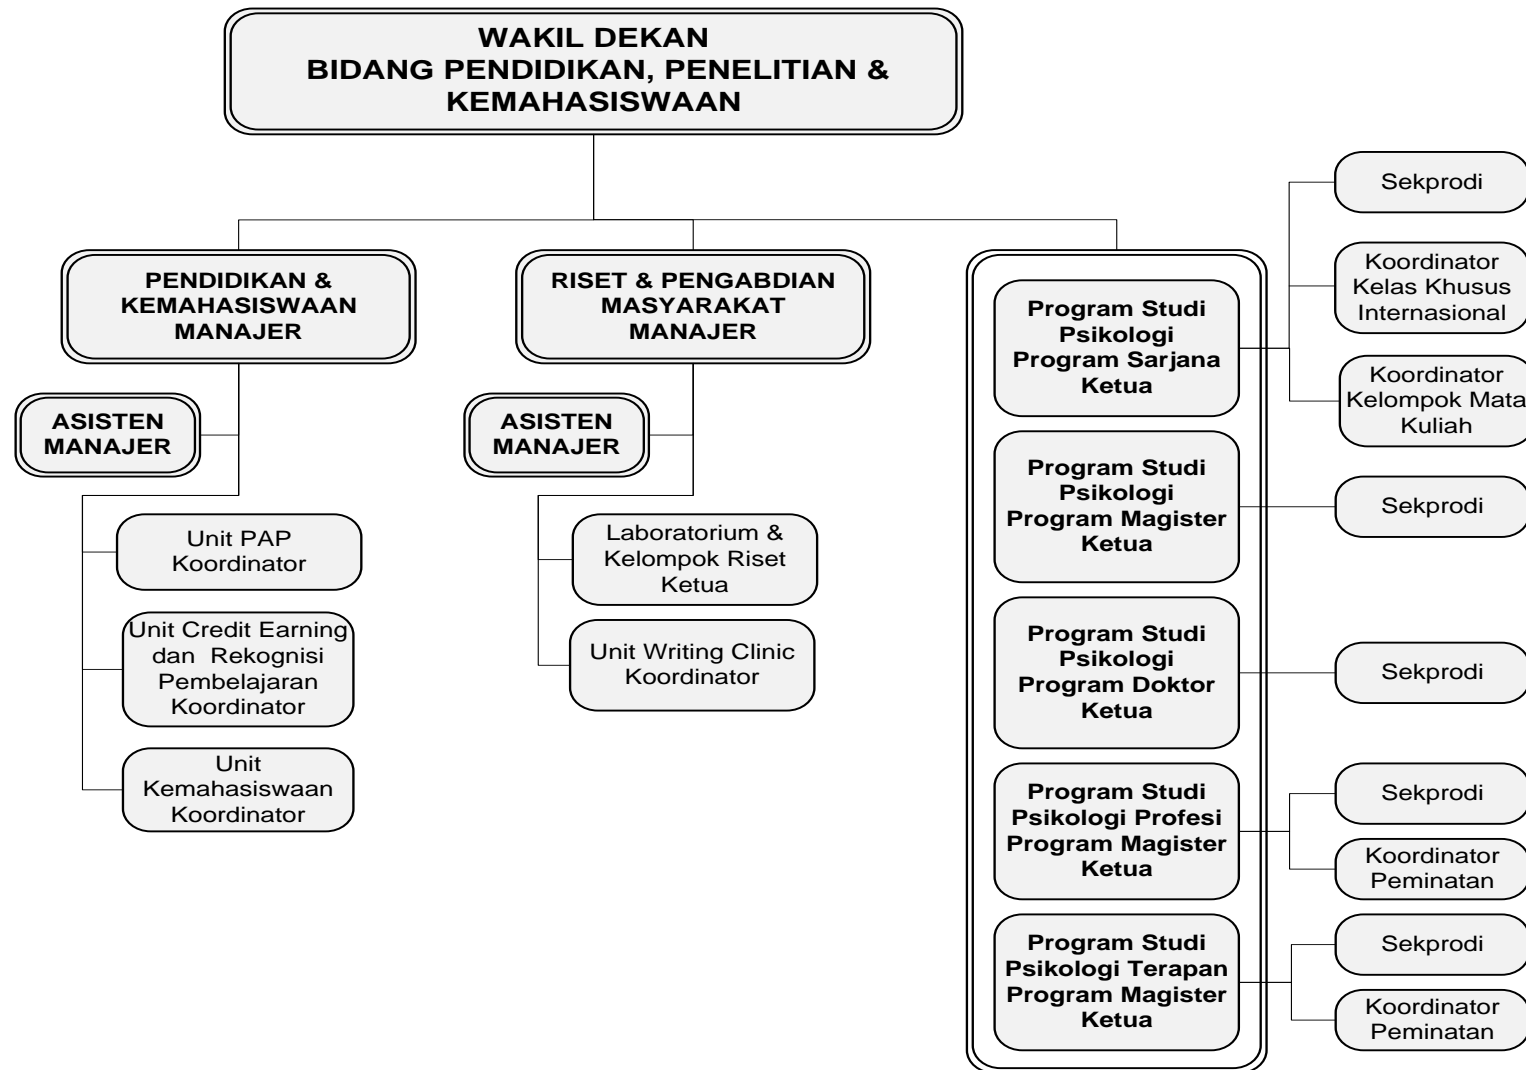 WAKIL DEKAN
BIDANG PENDIDIKAN, PENELITIAN &
KEMAHASISWAAN
PENDIDIKAN &
KEMAHASISWAAN
MANAJER
ASISTEN
MANAJER
Unit PAP
Koordinator
Unit Credit Earning
dan Rekognisi
Pembelajaran
Koordinator
Unit
Kemahasiswaan
Koordinator
RISET & PENGABDIAN
MASYARAKAT
MANAJER
ASISTEN
MANAJER
Laboratorium &
Kelompok Riset
Ketua
Unit Writing Clinic
Koordinator
Program Studi
Psikologi
Program Sarjana
Ketua
Sekprodi
Koordinator
Kelas Khusus
Internasional
Koordinator
Kelompok Mata
Kuliah
Program Studi
Psikologi
Program Magister
Ketua
Sekprodi
Program Studi
Psikologi
Program Doktor
Ketua
Sekprodi
Program Studi
Psikologi Profesi
Program Magister
Ketua
Sekprodi
Koordinator
Peminatan
Program Studi
Psikologi Terapan
Program Magister
Ketua
Sekprodi
Koordinator
Peminatan